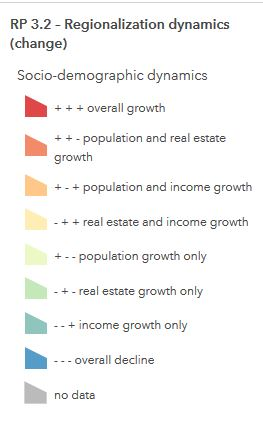 RP 3.2 – Regionalization dynamics
(change)
Socio-demographic dynamics
+ + + overall growth
+ + - population and real estate
growth
+ - + population and income growth
- + + real estate and income growth
+ - - population growth only
- + - real estate growth only
- - + income growth only
- - - overall decline
no data